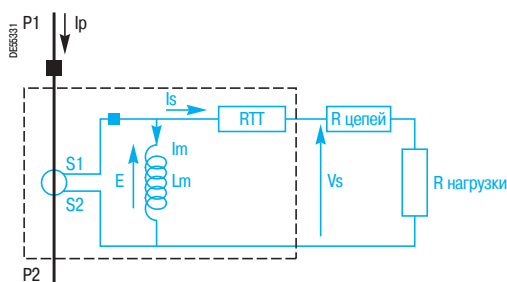 P1
Ip
DE55331
Is
RTT
R цепей
S1
Im
E
Lm
S2
Vs
R нагрузки
P2